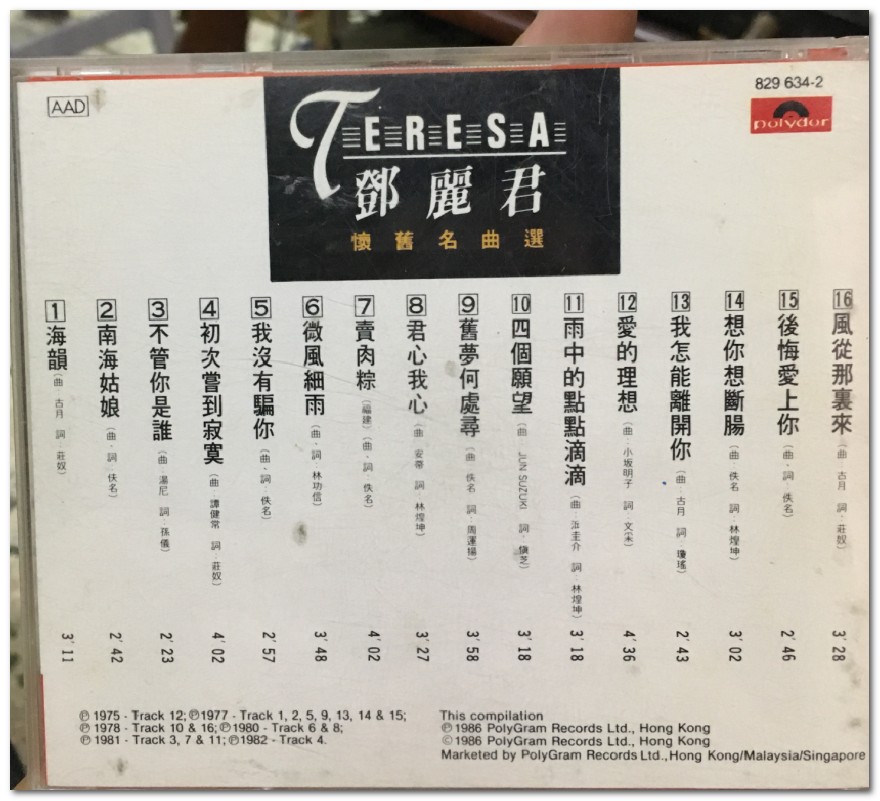 AAD
829 634-2
polydor
TERESA
鄧麗君
懷舊名曲選
1 海韻 (曲:古月 詞:莊奴) 3′11
2 南海姑娘 (曲、詞:佚名) 2′42
3 不管你是誰 (曲:湯尼 詞:孫儀) 2′23
4 初次嘗到寂寞 (曲:譚健常 詞:莊奴) 4′02
5 我沒有騙你 (曲、詞:佚名) 2′57
6 微風細雨 (曲、詞:林功信) 3′48
7 賣肉粽 (福建) (曲、詞:佚名) 4′02
8 君心我心 (曲:安帝 詞:林煌坤) 3′27
9 舊夢何處尋 (曲:佚名 詞:周運揚) 3′58
10 四個願望 (曲:JUN SUZUKI 詞:慎芝) 3′18
11 雨中的點點滴滴 (曲:圭介 詞:林煌坤) 3′18
12 愛的理想 (曲:小坂明子 詞:文采) 4′36
13 我怎能離開你 (曲:古月 詞:瓊瑤) 2′43
14 想你想斷腸 (曲:佚名 詞:林煌坤) 3′02
15 後悔愛上你 (曲、詞:佚名) 2′46
16 風從那裏來 (曲:古月 詞:莊奴) 3′28
Ⓟ 1975 - Track 12; Ⓟ1977 - Track 1, 2, 5, 9, 13, 14 & 15;
Ⓟ 1978 - Track 10 & 16; Ⓟ 1980 - Track 6 & 8;
Ⓟ 1981 - Track 3, 7 & 11; Ⓟ1982 - Track 4.
This compilation
Ⓟ 1986 PolyGram Records Ltd., Hong Kong
© 1986 PolyGram Records Ltd., Hong Kong
Marketed by PolyGram Records Ltd., Hong Kong/Malaysia/Singapore